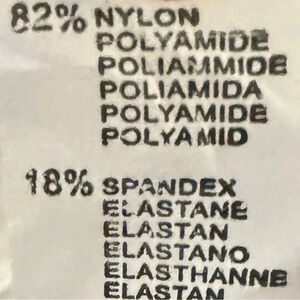 82% NYLON
POLYAMIDE
POLIAMMIDE
POLIAMIDA
POLYAMIDE
POLYAMID
18% SPANDEX
ELASTANE
ELASTAN
ELASTANO
ELASTHANNE
ELASTAN